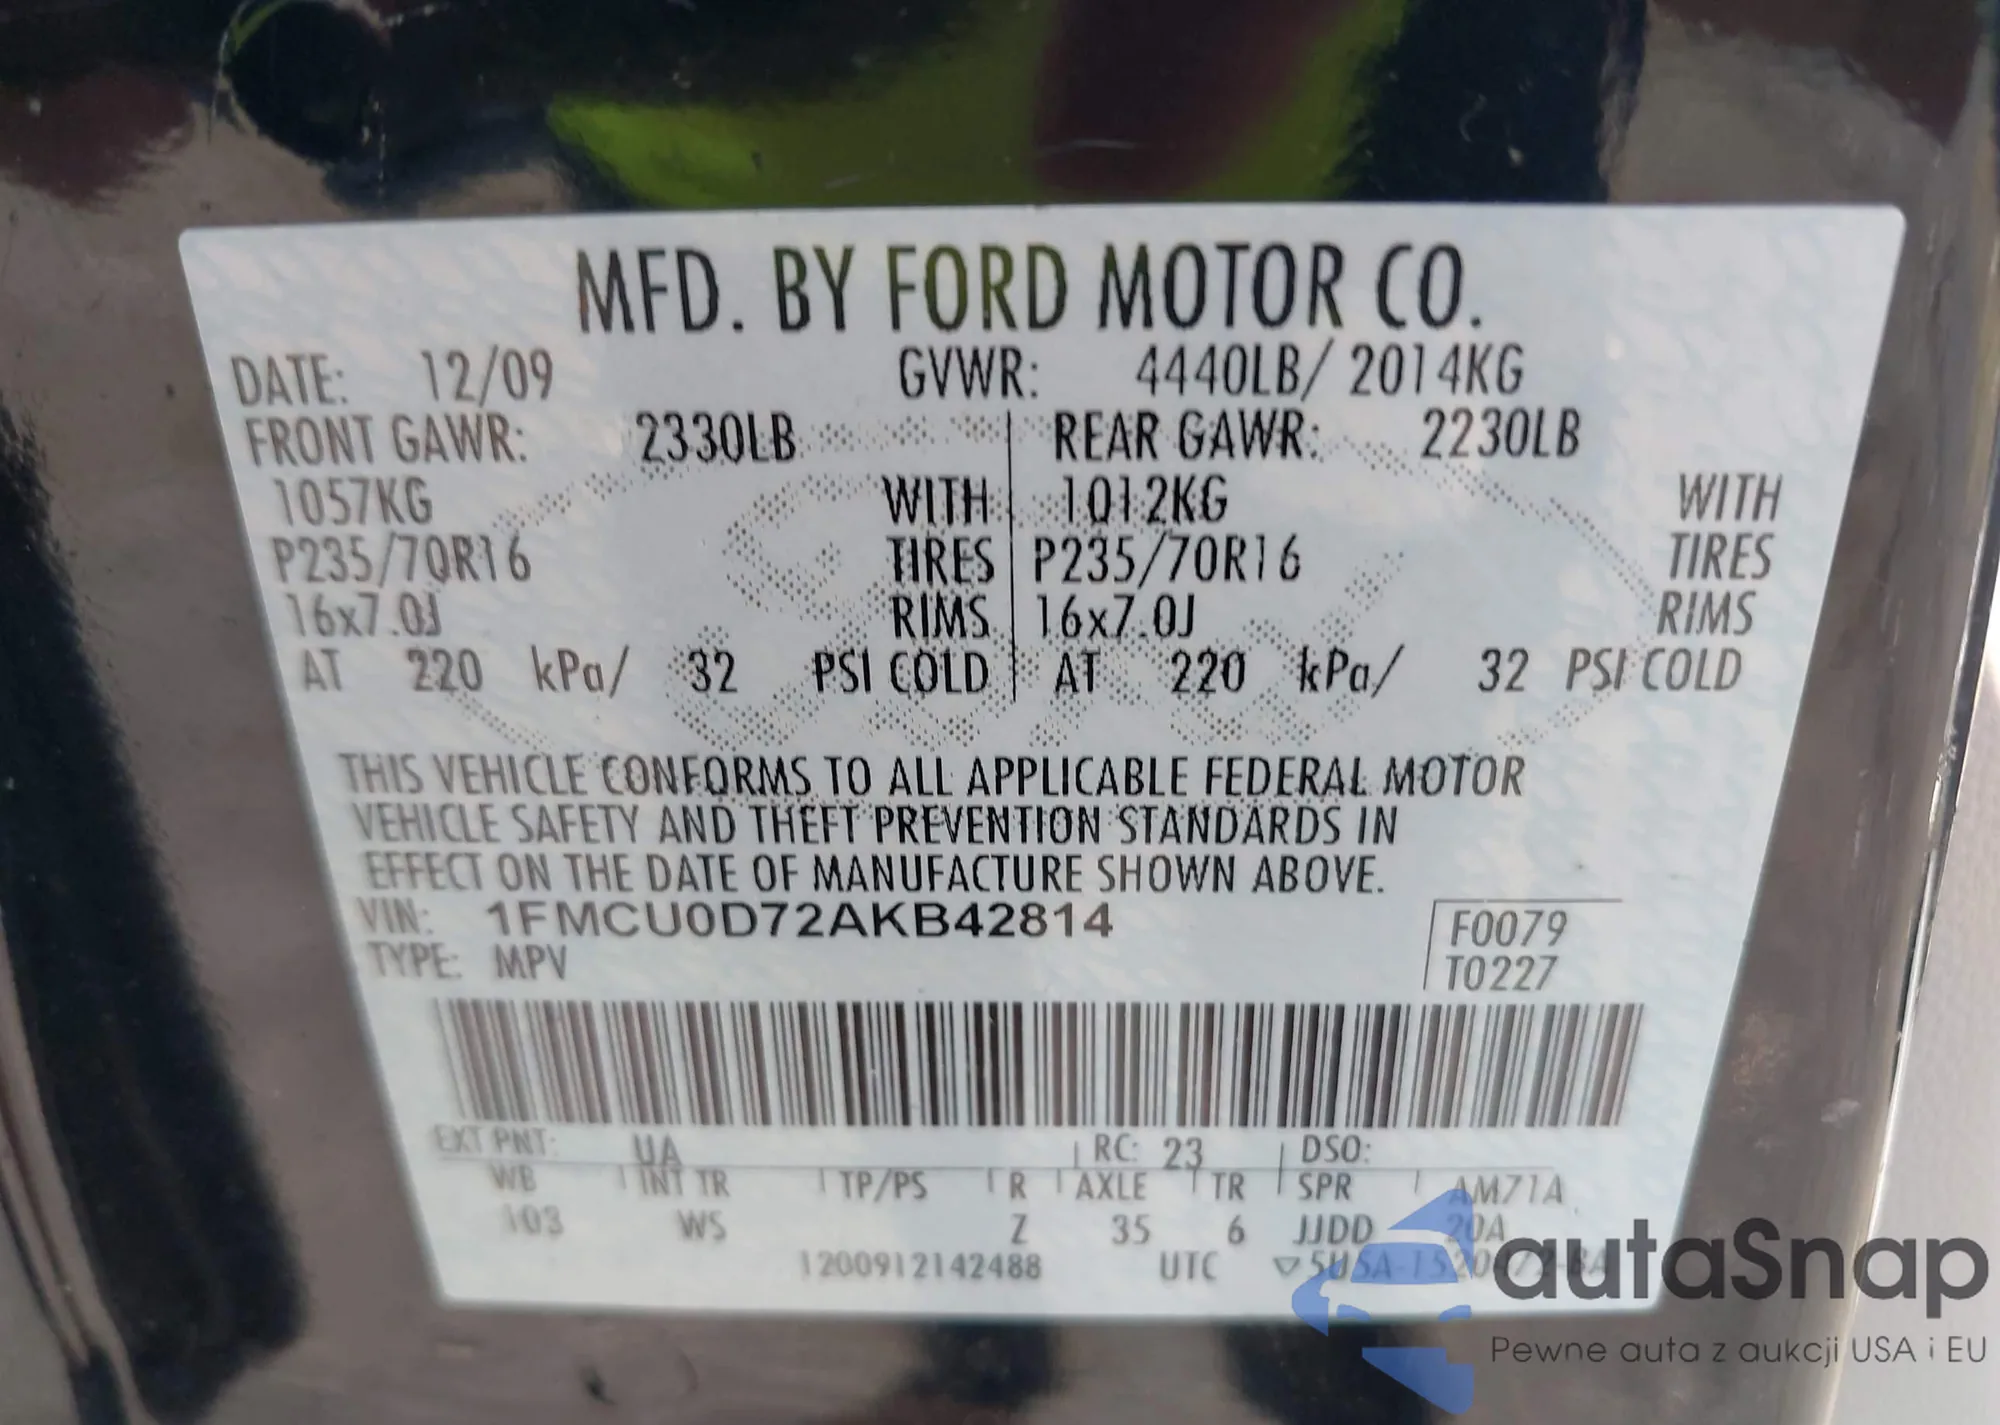 MFD. BY FORD MOTOR CO.
DATE: 12/09 GVWR: 4440LB/ 2014KG
FRONT GAWR: 2330LB REAR GAWR: 2230LB
1057KG WITH 1012KG WITH
P235/70R16 TIRES P235/70R16 TIRES
16x7.0J RIMS 16x7.0J RIMS
AT 220 kPa/ 32 PSI COLD AT 220 kPa/ 32 PSI COLD
THIS VEHICLE CONFORMS TO ALL APPLICABLE FEDERAL MOTOR
VEHICLE SAFETY AND THEFT PREVENTION STANDARDS IN
EFFECT ON THE DATE OF MANUFACTURE SHOWN ABOVE.
VIN: 1FMCU0D72AKB42814 F0079
TYPE: MPV T0227
EXT PNT: UA RC: 23 DSO:
WB INT TR TP/PS R AXLE TR SPR AM71A
103 WS Z 35 6 JJDD 20A
1200912142488 UTC
autaSnap
Pewne auta z aukcji USA i EU